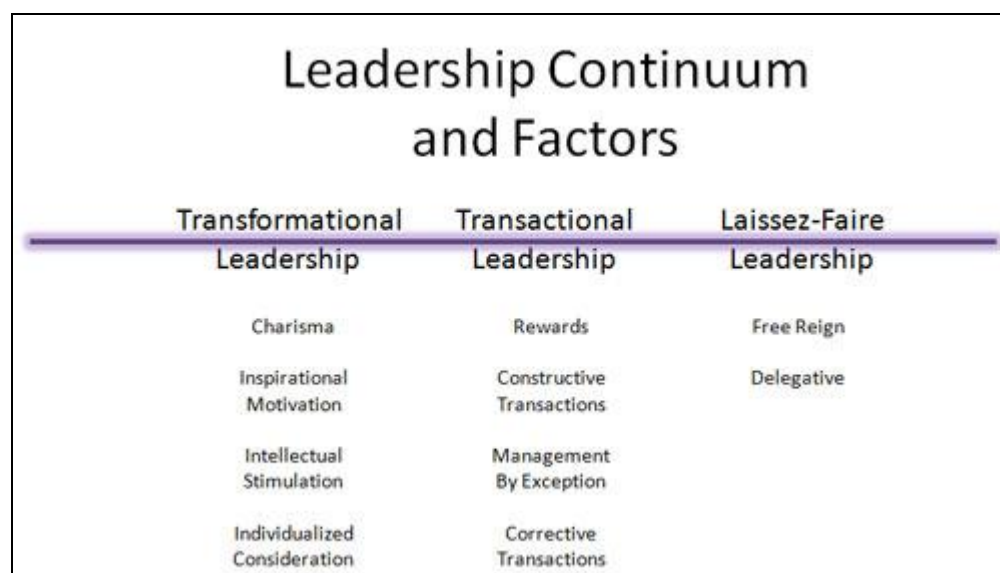 Leadership Continuum
and Factors
Transformational
Leadership
Transactional
Leadership
Laissez-Faire
Leadership
Charisma
Inspirational
Motivation
Intellectual
Stimulation
Individualized
Consideration
Rewards
Constructive
Transactions
Management
By Exception
Corrective
Transactions
Free Reign
Delegative